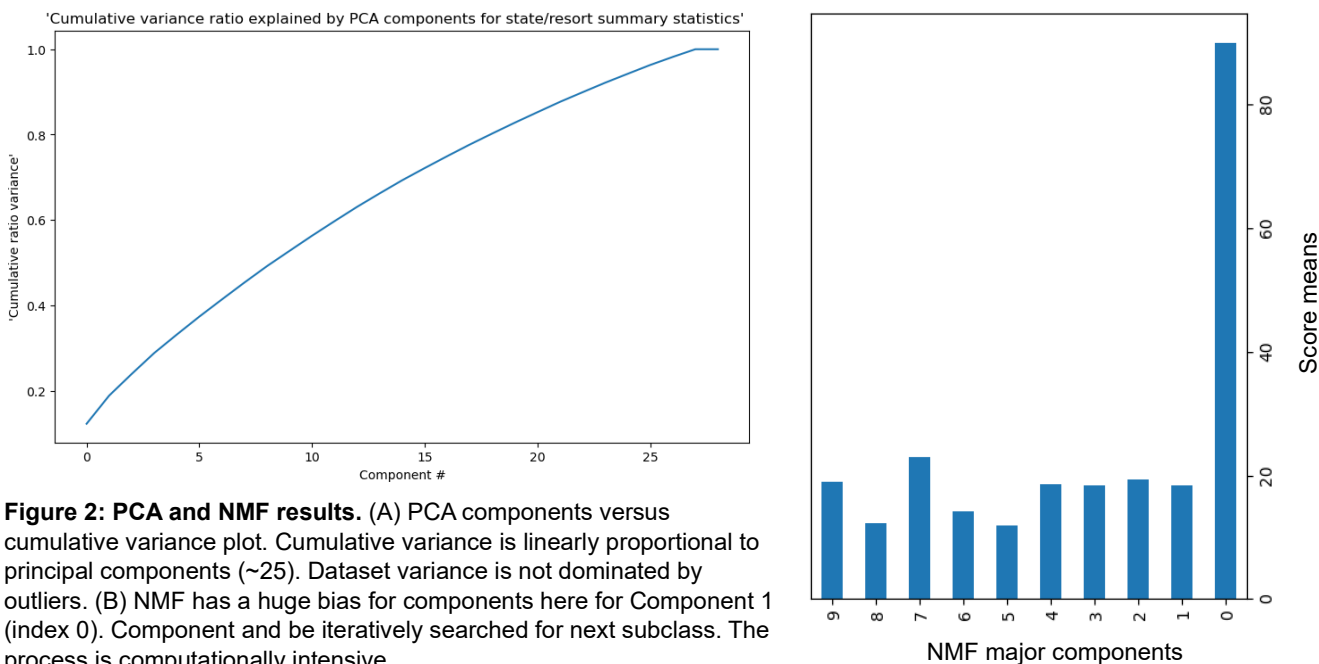 'Cumulative variance ratio explained by PCA components for state/resort summary statistics'
1.0
0.8
0.6
0.4
0.2
'Cumulative ratio variance'
0 5 10 15 20 25
Component #
Figure 2: PCA and NMF results. (A) PCA components versus
cumulative variance plot. Cumulative variance is linearly proportional to
principal components (~25). Dataset variance is not dominated by
outliers. (B) NMF has a huge bias for components here for Component 1
(index 0). Component and be iteratively searched for next subclass. The
process is computationally intensive
80
60
40
20
0
Score means
9 8 7 6 5 4 3 2 1 0
NMF major components